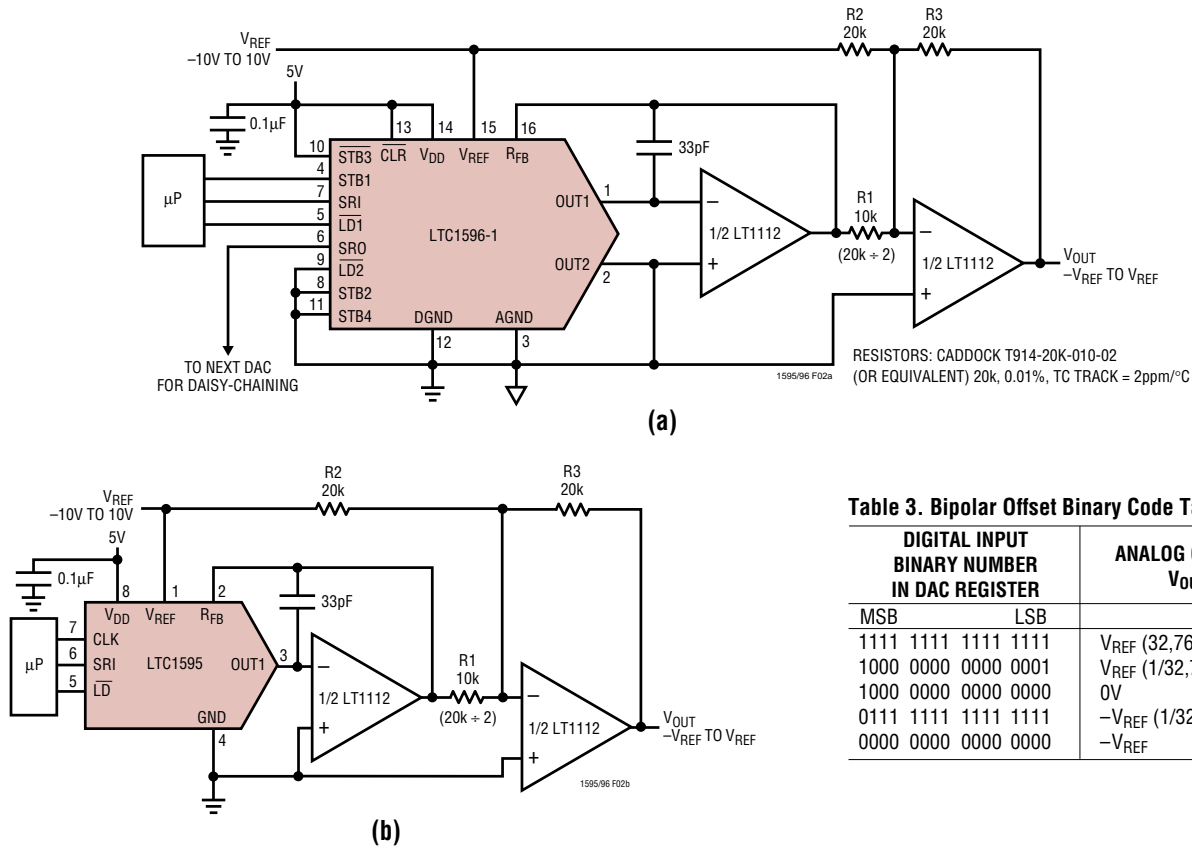 VREF
–10V TO 10V
5V
0.1µF
R2
20k
R3
20k
13
14
15
16
10
STB3
CLR
VDD
VREF
RFB
4
STB1
7
SRI
5
LD1
6
SRO
9
LD2
8
STB2
11
STB4
µP
LTC1596-1
OUT1
1
OUT2
2
DGND
AGND
12
3
33pF
–
+
1/2 LT1112
R1
10k
(20k ÷ 2)
–
+
1/2 LT1112
VOUT
–VREF TO VREF
TO NEXT DAC
FOR DAISY-CHAINING
1595/96 F02a
RESISTORS: CADDOCK T914-20K-010-02
(OR EQUIVALENT) 20k, 0.01%, TC TRACK = 2ppm/°C
(a)
VREF
–10V TO 10V
5V
0.1µF
R2
20k
R3
20k
8
1
2
VDD
VREF
RFB
7
CLK
6
SRI
5
LD
µP
LTC1595
OUT1
3
GND
4
33pF
–
+
1/2 LT1112
R1
10k
(20k ÷ 2)
–
+
1/2 LT1112
VOUT
–VREF TO VREF
1595/96 F02b
(b)
Table 3. Bipolar Offset Binary Code
DIGITAL INPUT
BINARY NUMBER
IN DAC REGISTER
ANALOG
MSB LSB
1111 1111 1111 1111 VREF (32,76
1000 0000 0000 0001 VREF (1/32,
1000 0000 0000 0000 0V
0111 1111 1111 1111 –VREF (1/32
0000 0000 0000 0000 –VREF